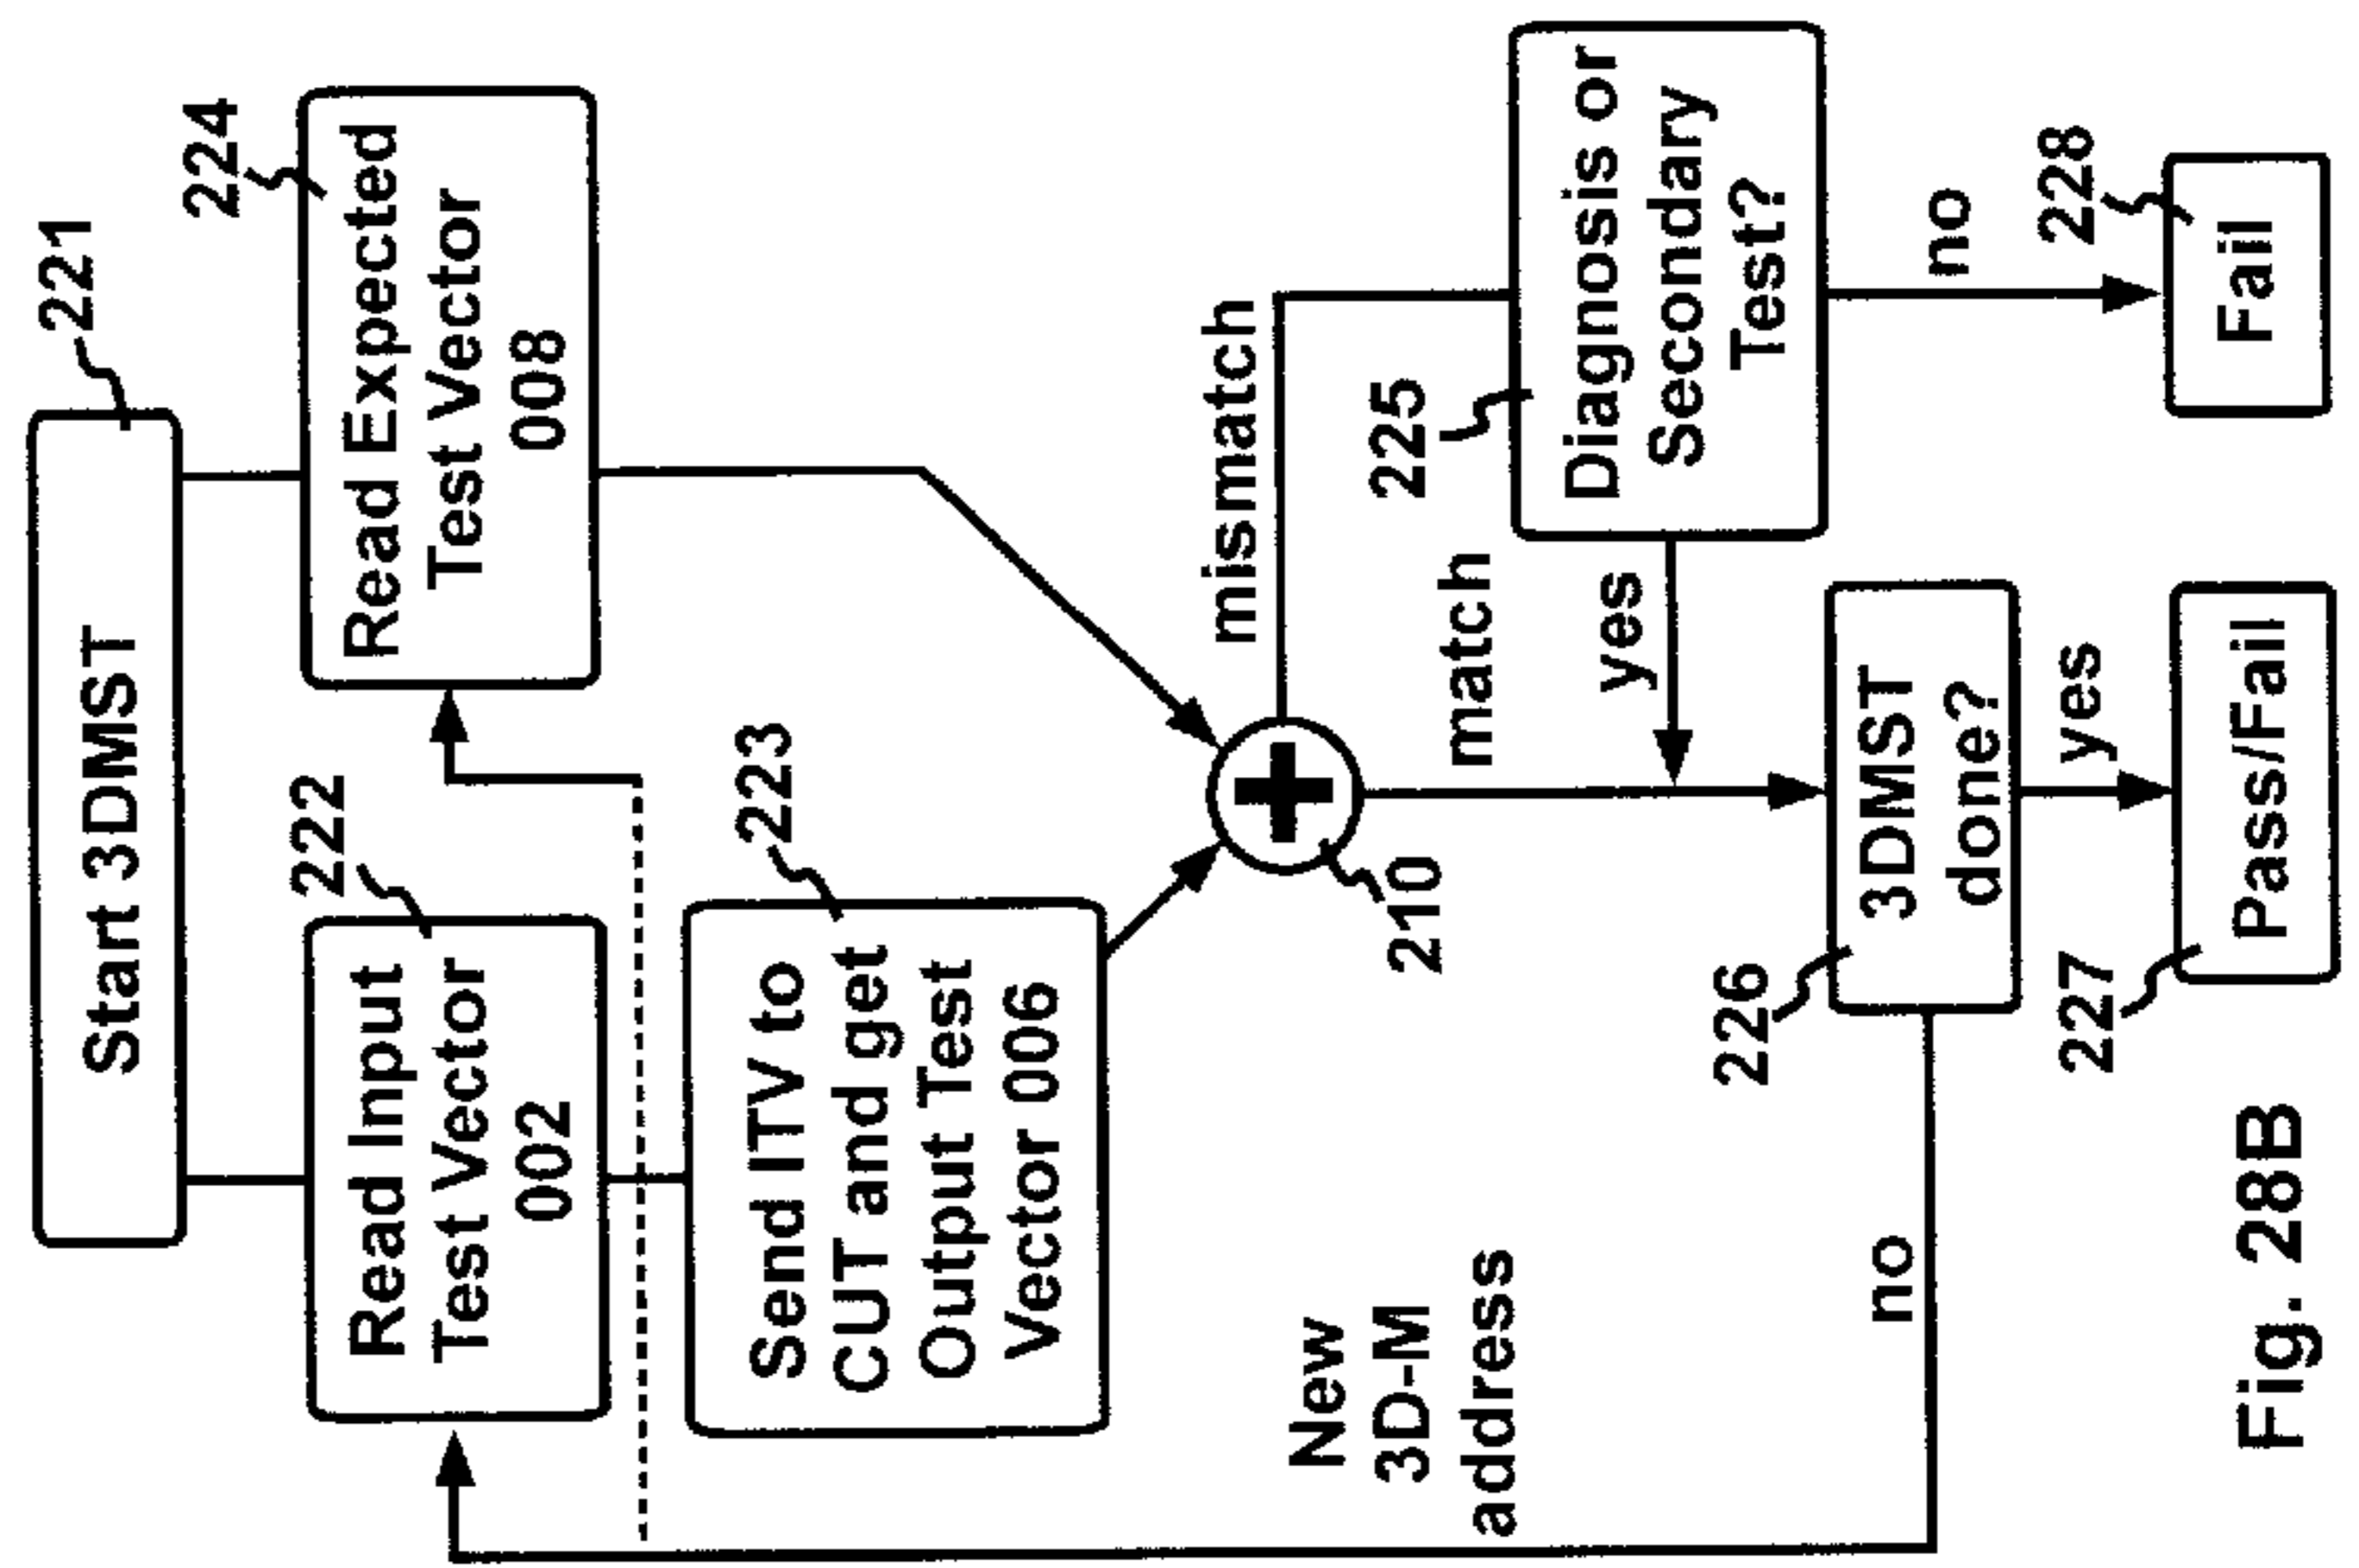 221
Start 3DMST
222
Read Input
Test Vector
002
224
Read Expected
Test Vector
008
223
Send ITV to
CUT and get
Output Test
Vector 006
210
mismatch
match
225
Diagnosis or
Secondary
Test?
yes
no
New
3D-M
address
226
3DMST
done?
no
yes
227
Pass/Fail
228
Fail
Fig. 28B